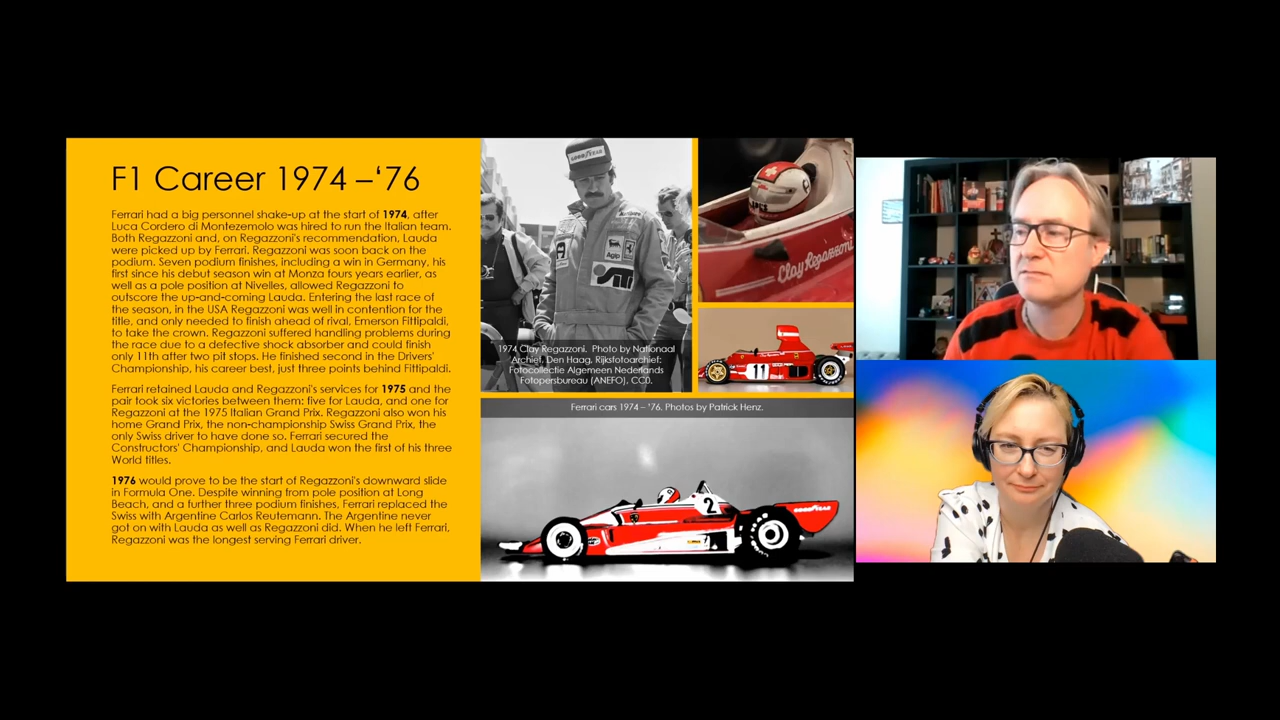 F1 Career 1974 –‘76
Ferrari had a big personnel shake-up at the start of 1974, after
Luca Cordero di Montezemolo was hired to run the Italian team.
Both Regazzoni and, on Regazzoni's recommendation, Lauda
were picked up by Ferrari. Regazzoni was soon back on the
podium. Seven podium finishes, including a win in Germany, his
first since his debut season win at Monza fours years earlier, as
well as a pole position at Nivelles, allowed Regazzoni to
outscore the up-and-coming Lauda. Entering the last race of
the season, in the USA Regazzoni was well in contention for the
title, and only needed to finish ahead of rival, Emerson Fittipaldi,
to take the crown. Regazzoni suffered handling problems during
the race due to a defective shock absorber and could finish
only 11th after two pit stops. He finished second in the Drivers'
Championship, his career best, just three points behind Fittipaldi.
Ferrari retained Lauda and Regazzoni's services for 1975 and the
pair took six victories between them: five for Lauda, and one for
Regazzoni at the 1975 Italian Grand Prix. Regazzoni also won his
home Grand Prix, the non-championship Swiss Grand Prix, the
only Swiss driver to have done so. Ferrari secured the
Constructors' Championship, and Lauda won the first of his three
World titles.
1976 would prove to be the start of Regazzoni's downward slide
in Formula One. Despite winning from pole position at Long
Beach, and a further three podium finishes, Ferrari replaced the
Swiss with Argentine Carlos Reutemann. The Argentine never
got on with Lauda as well as Regazzoni did. When he left Ferrari,
Regazzoni was the longest serving Ferrari driver.
GOODYEAR
Agip
1974 Clay Regazzoni. Photo by Nationaal
Archief, Den Haag, Rijksfotoarchief:
Fotocollectie Algemeen Nederlands
Fotopersbureau (ANEFO), CC0.
Clay Regazzoni
11
Ferrari cars 1974 – ’76. Photos by Patrick Henz.
2
GOODYEAR